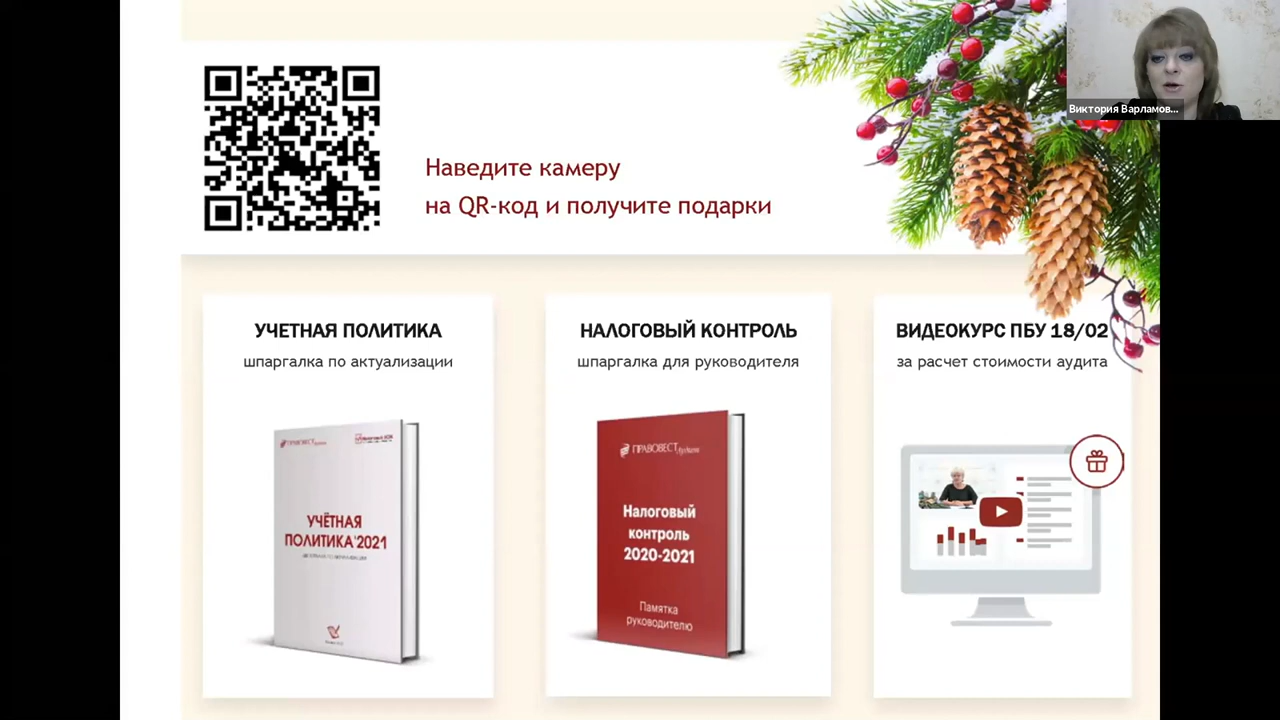 Виктория Варламов...
Наведите камеру
на QR-код и получите подарки
УЧЕТНАЯ ПОЛИТИКА
шпаргалка по актуализации
НАЛОГОВЫЙ КОНТРОЛЬ
шпаргалка для руководителя
ВИДЕОКУРС ПБУ 18/02
за расчет стоимости аудита
ПРАВОВЕСТ
УЧЁТНАЯ
ПОЛИТИКА'2021
ПРАВОВЕСТ Аудит
Налоговый
контроль
2020-2021
Памятка
руководителю